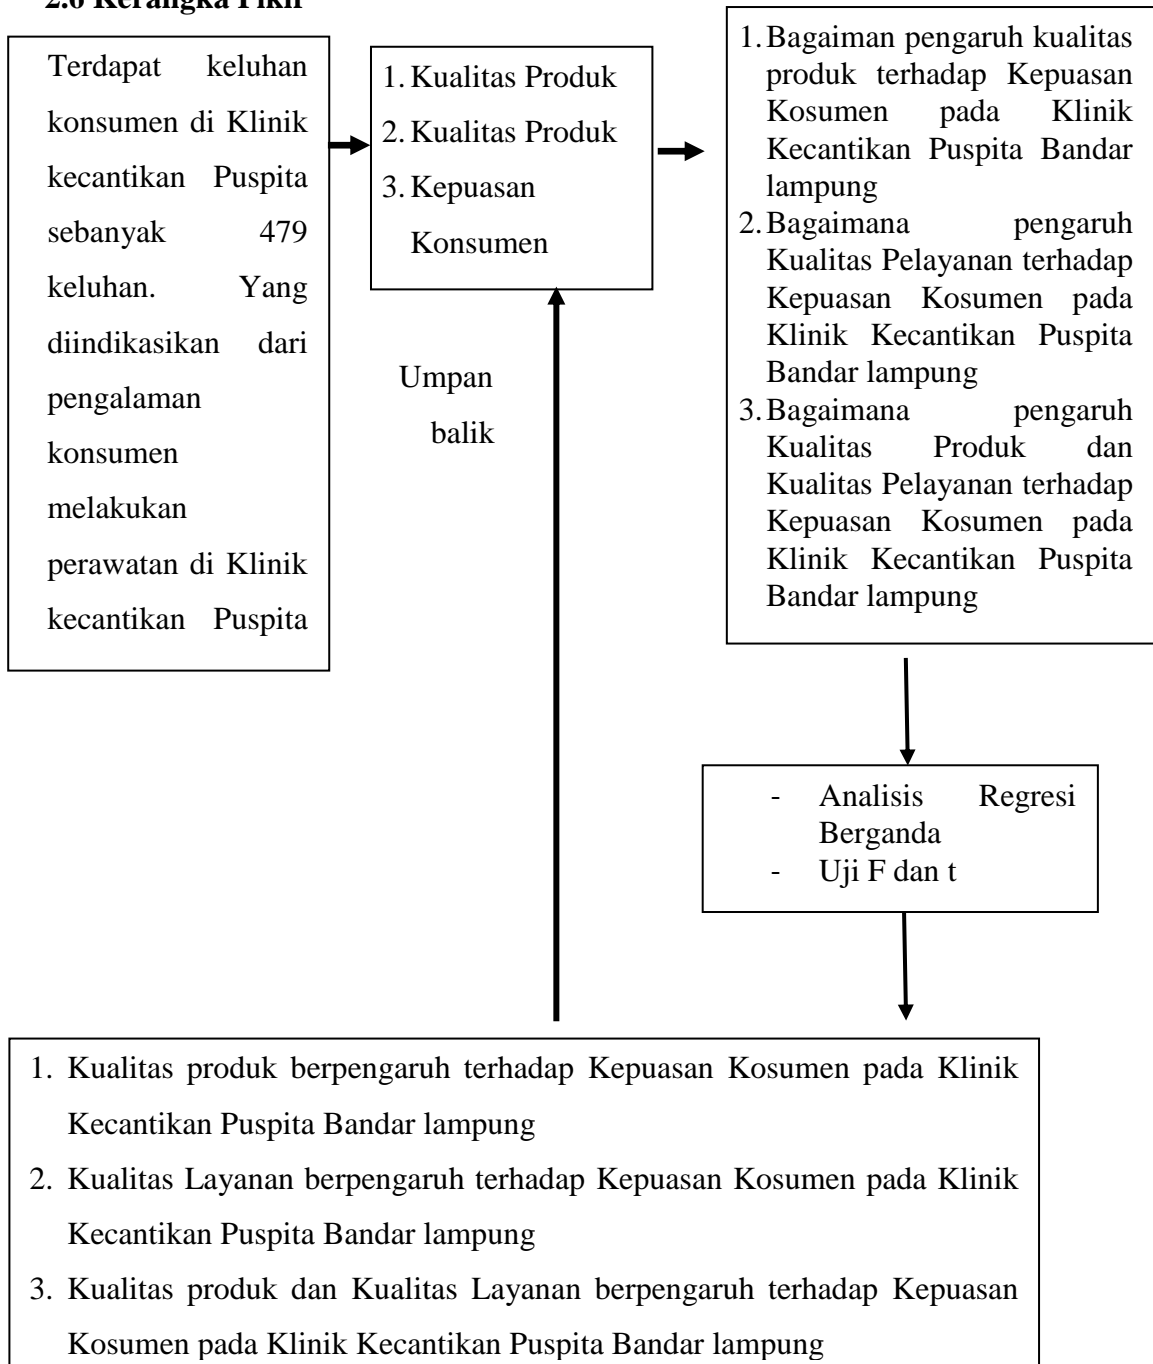 2.6 Kerangka Pikir
Terdapat keluhan
konsumen di Klinik
kecantikan Puspita
sebanyak 479
keluhan. Yang
diindikasikan dari
pengalaman
konsumen
melakukan
perawatan di Klinik
kecantikan Puspita
1. Kualitas Produk
2. Kualitas Produk
3. Kepuasan
Konsumen
1. Bagaiman pengaruh kualitas
produk terhadap Kepuasan
Kosumen pada Klinik
Kecantikan Puspita Bandar
lampung
2. Bagaimana pengaruh
Kualitas Pelayanan terhadap
Kepuasan Kosumen pada
Klinik Kecantikan Puspita
Bandar lampung
3. Bagaimana pengaruh
Kualitas Produk dan
Kualitas Pelayanan terhadap
Kepuasan Kosumen pada
Klinik Kecantikan Puspita
Bandar lampung
Umpan
balik
- Analisis Regresi
Berganda
- Uji F dan t
1. Kualitas produk berpengaruh terhadap Kepuasan Kosumen pada Klinik
Kecantikan Puspita Bandar lampung
2. Kualitas Layanan berpengaruh terhadap Kepuasan Kosumen pada Klinik
Kecantikan Puspita Bandar lampung
3. Kualitas produk dan Kualitas Layanan berpengaruh terhadap Kepuasan
Kosumen pada Klinik Kecantikan Puspita Bandar lampung